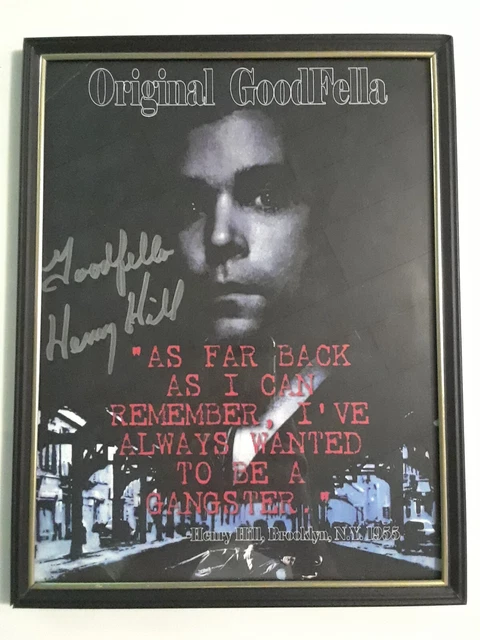 Original GoodFella
Goodfella
Henry Hill
"AS FAR BACK
AS I CAN
REMEMBER, I'VE
ALWAYS WANTED
TO BE A
GANGSTER."
-Henry Hill, Brooklyn, N.Y. 1955.